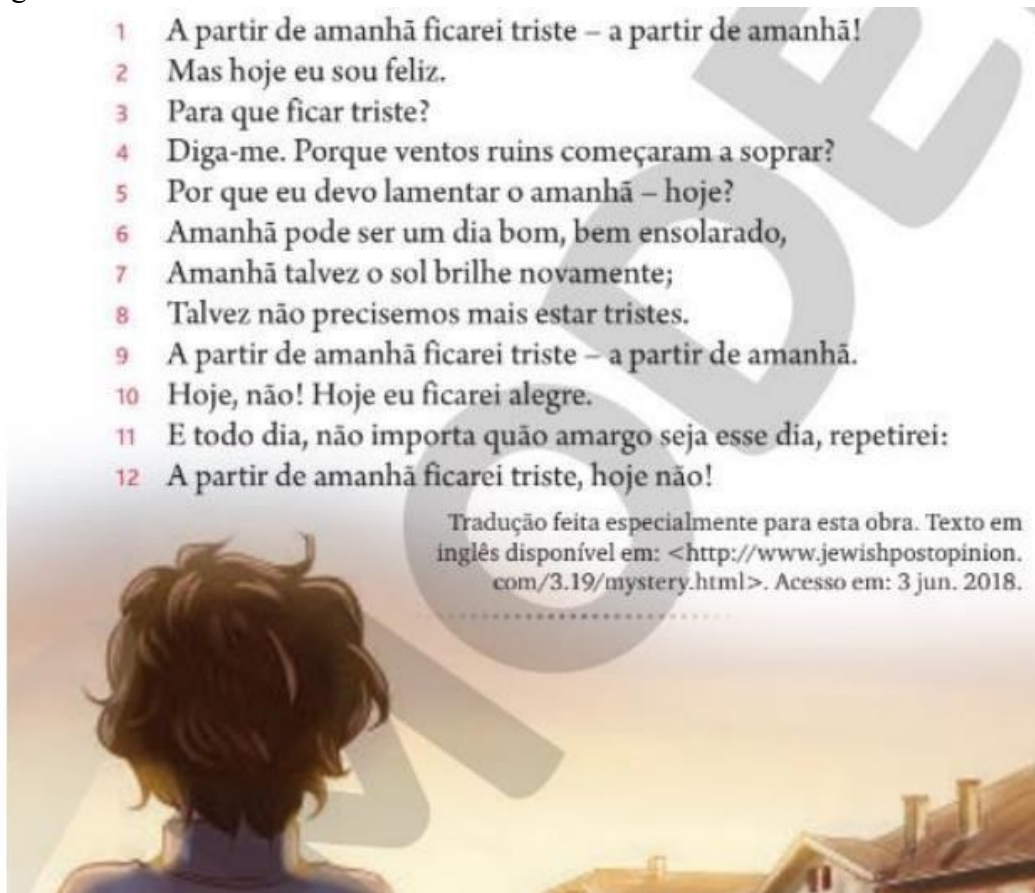 1 A partir de amanhã ficarei triste – a partir de amanhã!
2 Mas hoje eu sou feliz.
3 Para que ficar triste?
4 Diga-me. Porque ventos ruins começaram a soprar?
5 Por que eu devo lamentar o amanhã – hoje?
6 Amanhã pode ser um dia bom, bem ensolarado,
7 Amanhã talvez o sol brilhe novamente;
8 Talvez não precisemos mais estar tristes.
9 A partir de amanhã ficarei triste – a partir de amanhã.
10 Hoje, não! Hoje eu ficarei alegre.
11 E todo dia, não importa quão amargo seja esse dia, repetirei:
12 A partir de amanhã ficarei triste, hoje não!
Tradução feita especialmente para esta obra. Texto em
inglês disponível em: <http://www.jewishpostopinion.
com/3.19/mystery.html>. Acesso em: 3 jun. 2018.
MODE